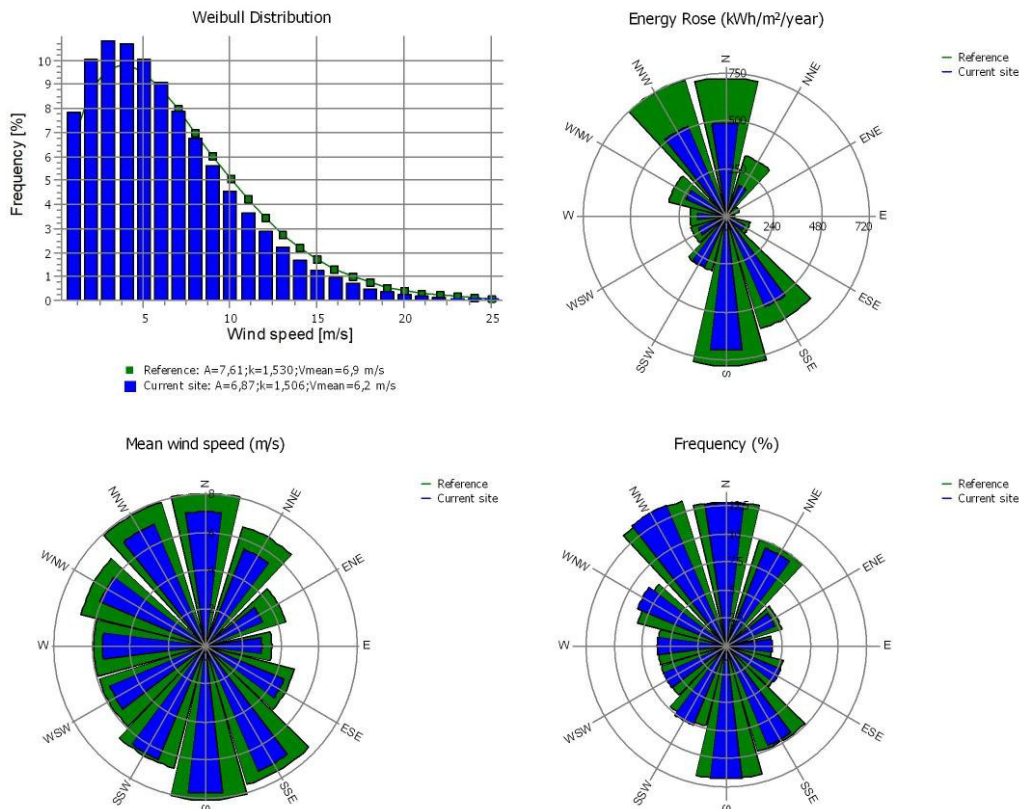 Weibull Distribution
Frequency [%]
10
9
8
7
6
5
4
3
2
1
0
5
10
15
20
25
Wind speed [m/s]
Reference: A=7,61;k=1,530;Vmean=6,9 m/s
Current site: A=6,87;k=1,506;Vmean=6,2 m/s
Energy Rose (kWh/m²/year)
Reference
Current site
N
NNE
ENE
E
ESE
SSE
S
SSW
WSW
W
WNW
NNW
750
500
240
480
720
Mean wind speed (m/s)
Reference
Current site
N
NNE
ENE
E
ESE
SSE
S
SSW
WSW
W
WNW
NNW
8
Frequency (%)
Reference
Current site
N
NNE
ENE
E
ESE
SSE
S
SSW
WSW
W
WNW
NNW